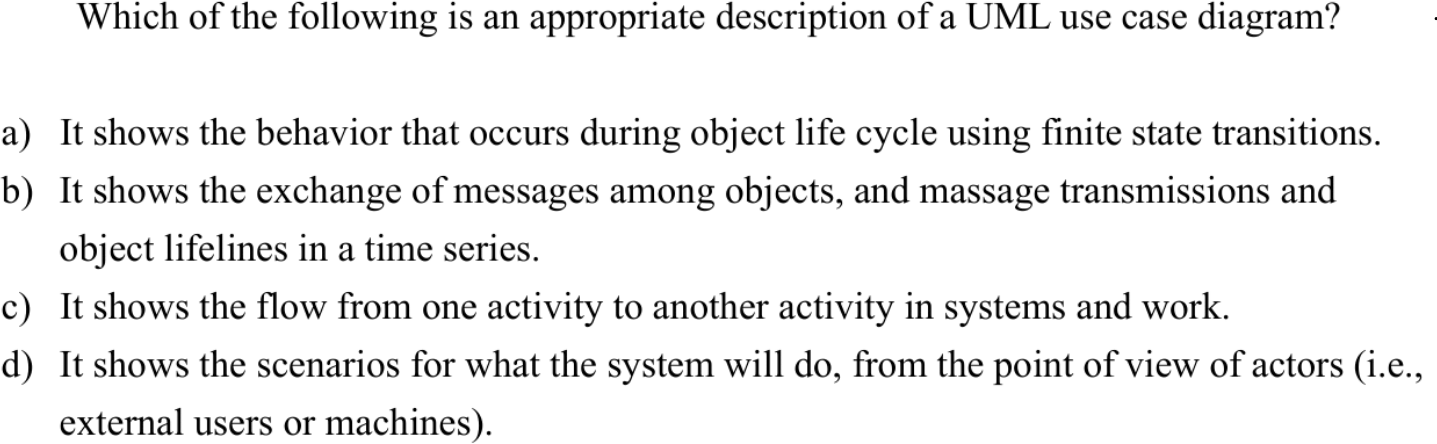 Which of the following is an appropriate description of a UML use case diagram?
a) It shows the behavior that occurs during object life cycle using finite state transitions.
b) It shows the exchange of messages among objects, and massage transmissions and
object lifelines in a time series.
c) It shows the flow from one activity to another activity in systems and work.
d) It shows the scenarios for what the system will do, from the point of view of actors (i.e.,
external users or machines).